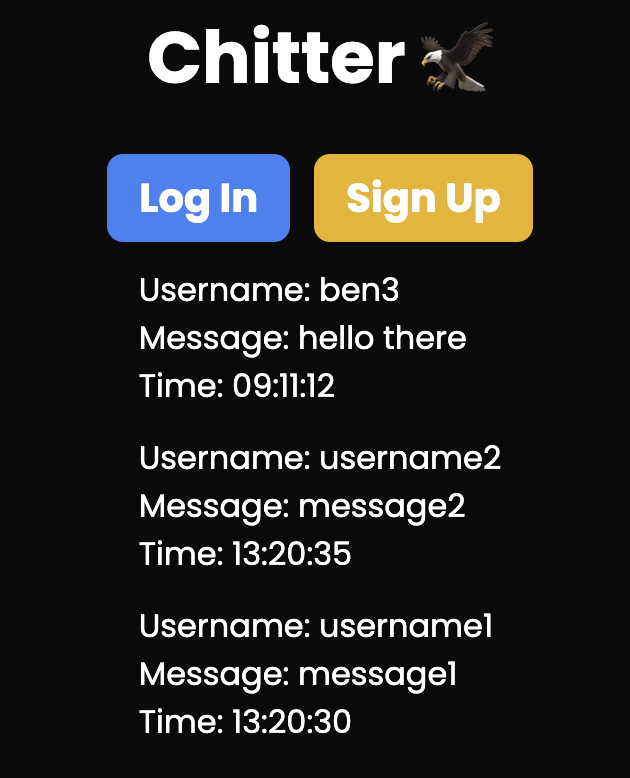 Chitter
Log In
Sign Up
Username: ben3
Message: hello there
Time: 09:11:12
Username: username2
Message: message2
Time: 13:20:35
Username: username1
Message: message1
Time: 13:20:30